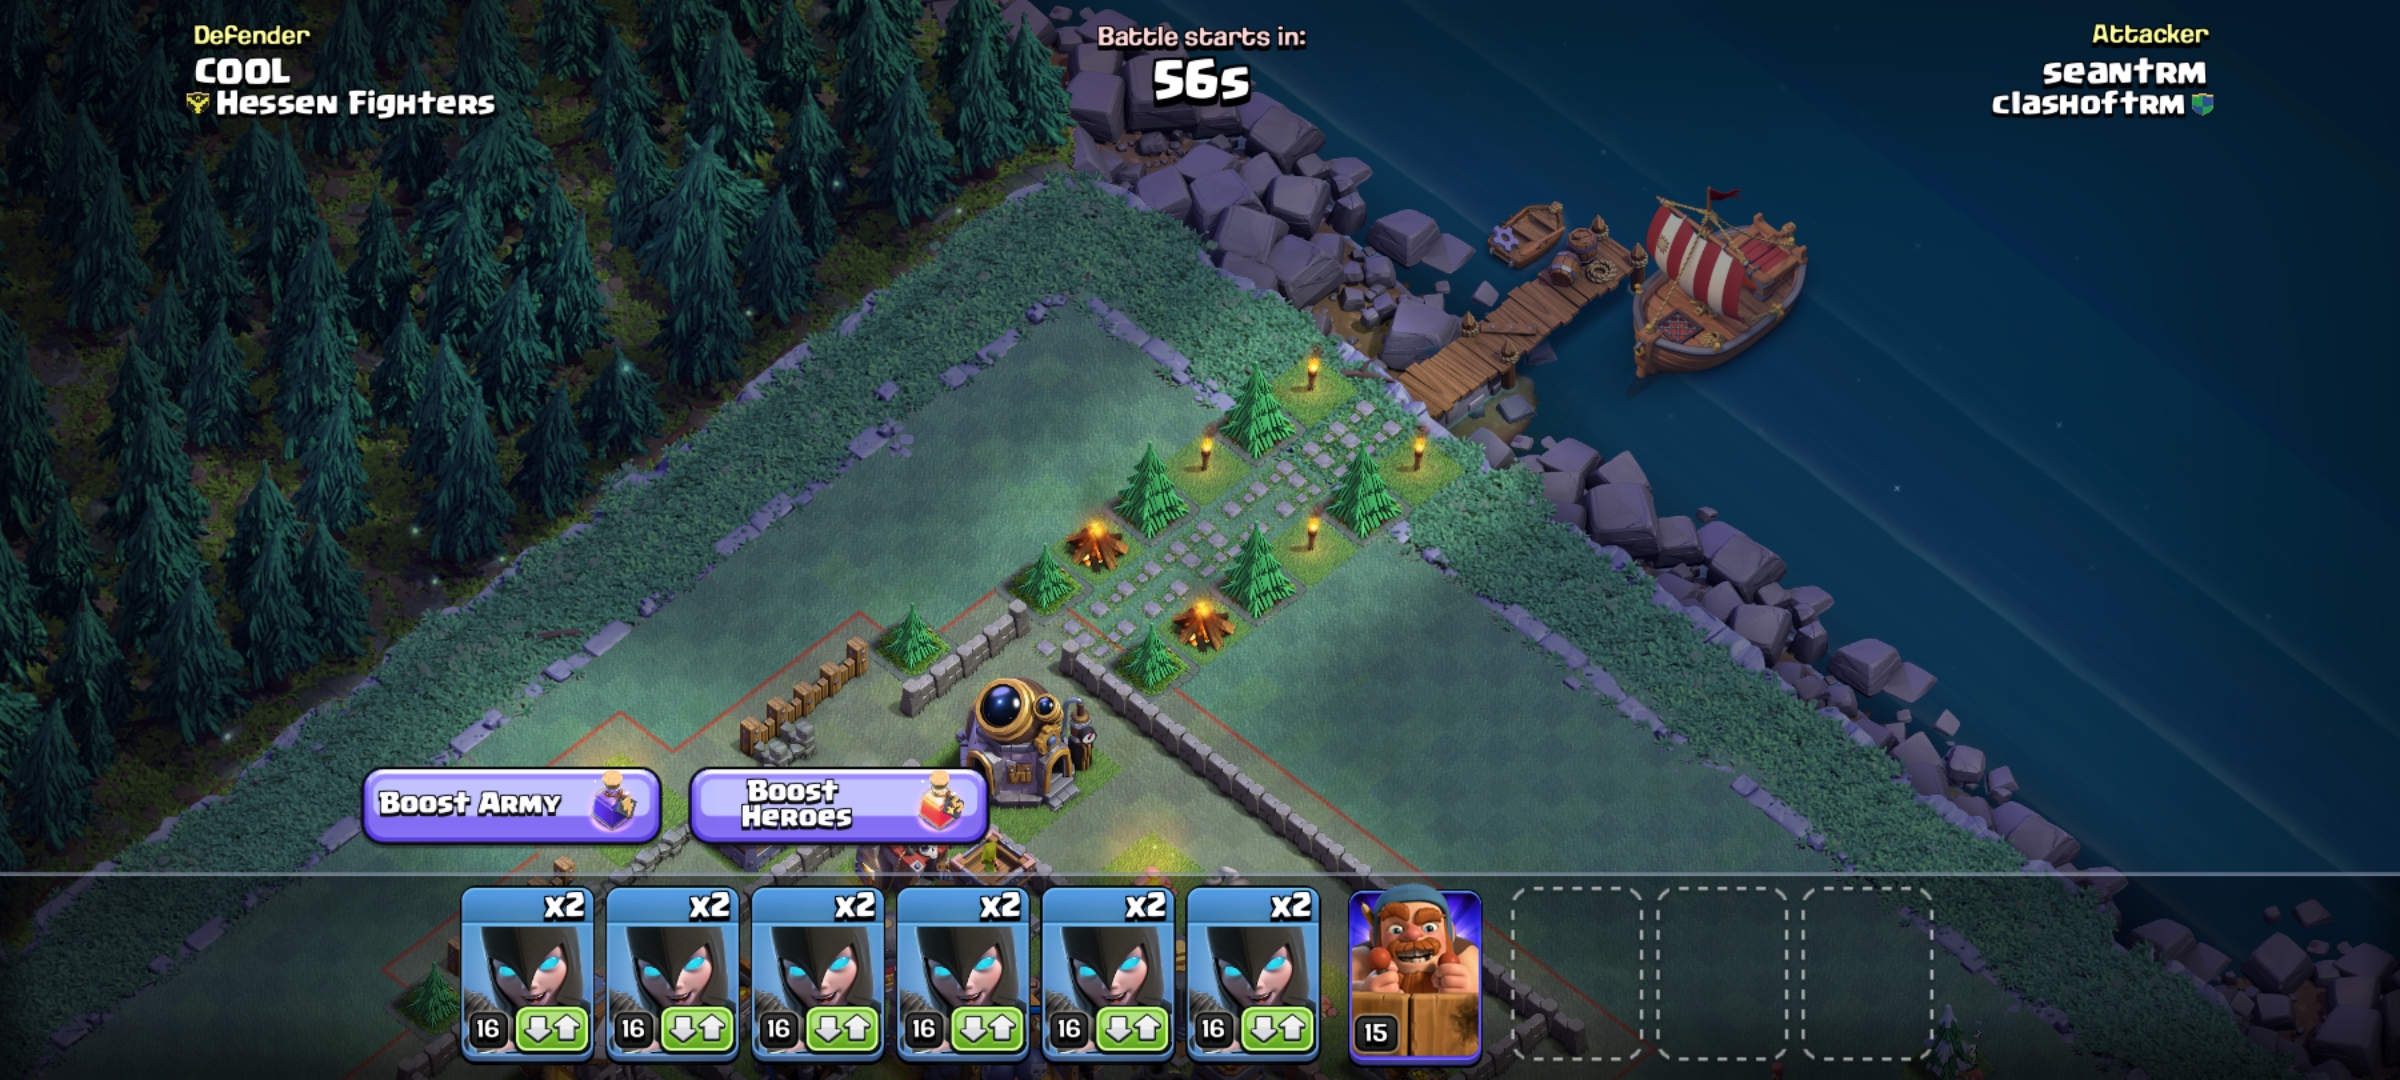 Defender
COOL
Hessen Fighters
Battle starts in:
56s
Attacker
seantRM
clashoftRM
Boost Army
Boost
Heroes
x2
x2
x2
x2
x2
x2
16
16
16
16
16
16
15